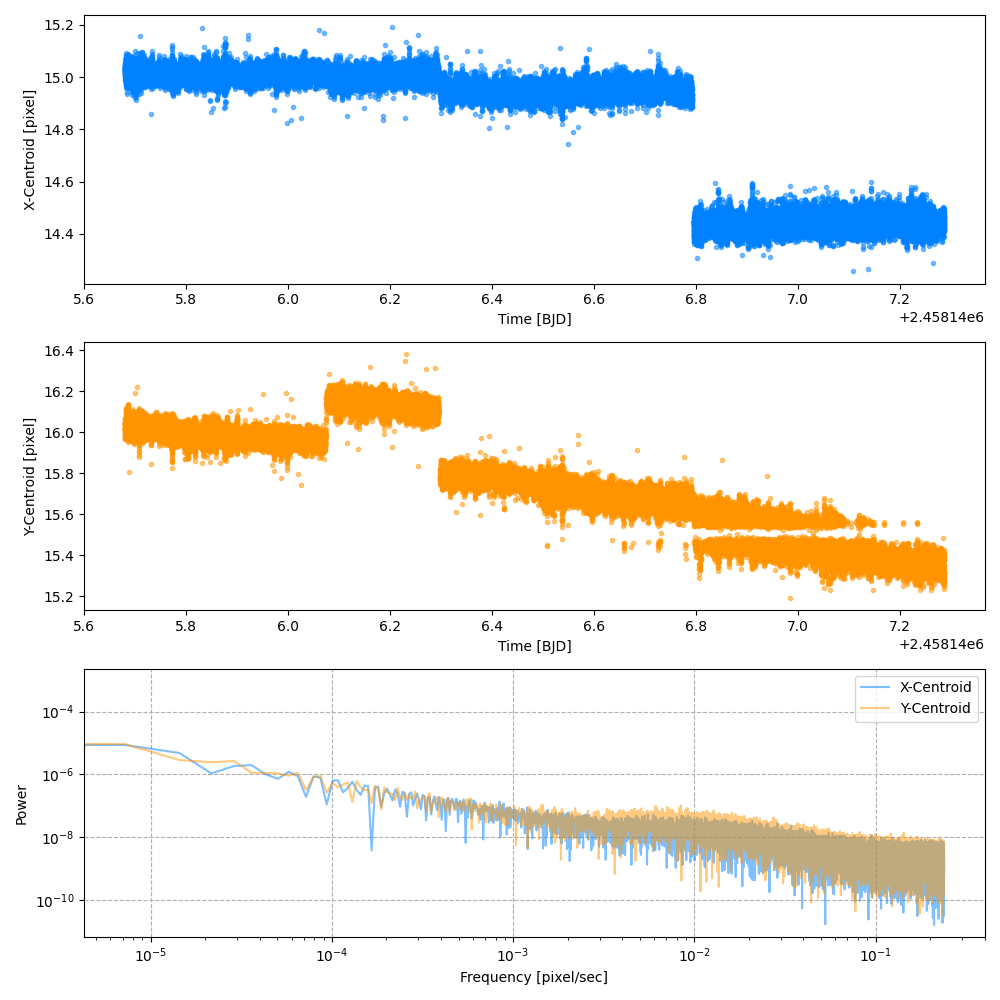 15.2
15.0
14.8
14.6
14.4
X-Centroid [pixel]
5.6 5.8 6.0 6.2 6.4 6.6 6.8 7.0 7.2
Time [BJD]
+2.45814e6
16.4
16.2
16.0
15.8
15.6
15.4
15.2
Y-Centroid [pixel]
5.6 5.8 6.0 6.2 6.4 6.6 6.8 7.0 7.2
Time [BJD]
+2.45814e6
X-Centroid
Y-Centroid
10⁻⁴
10⁻⁶
10⁻⁸
10⁻¹⁰
Power
10⁻⁵ 10⁻⁴ 10⁻³ 10⁻² 10⁻¹
Frequency [pixel/sec]